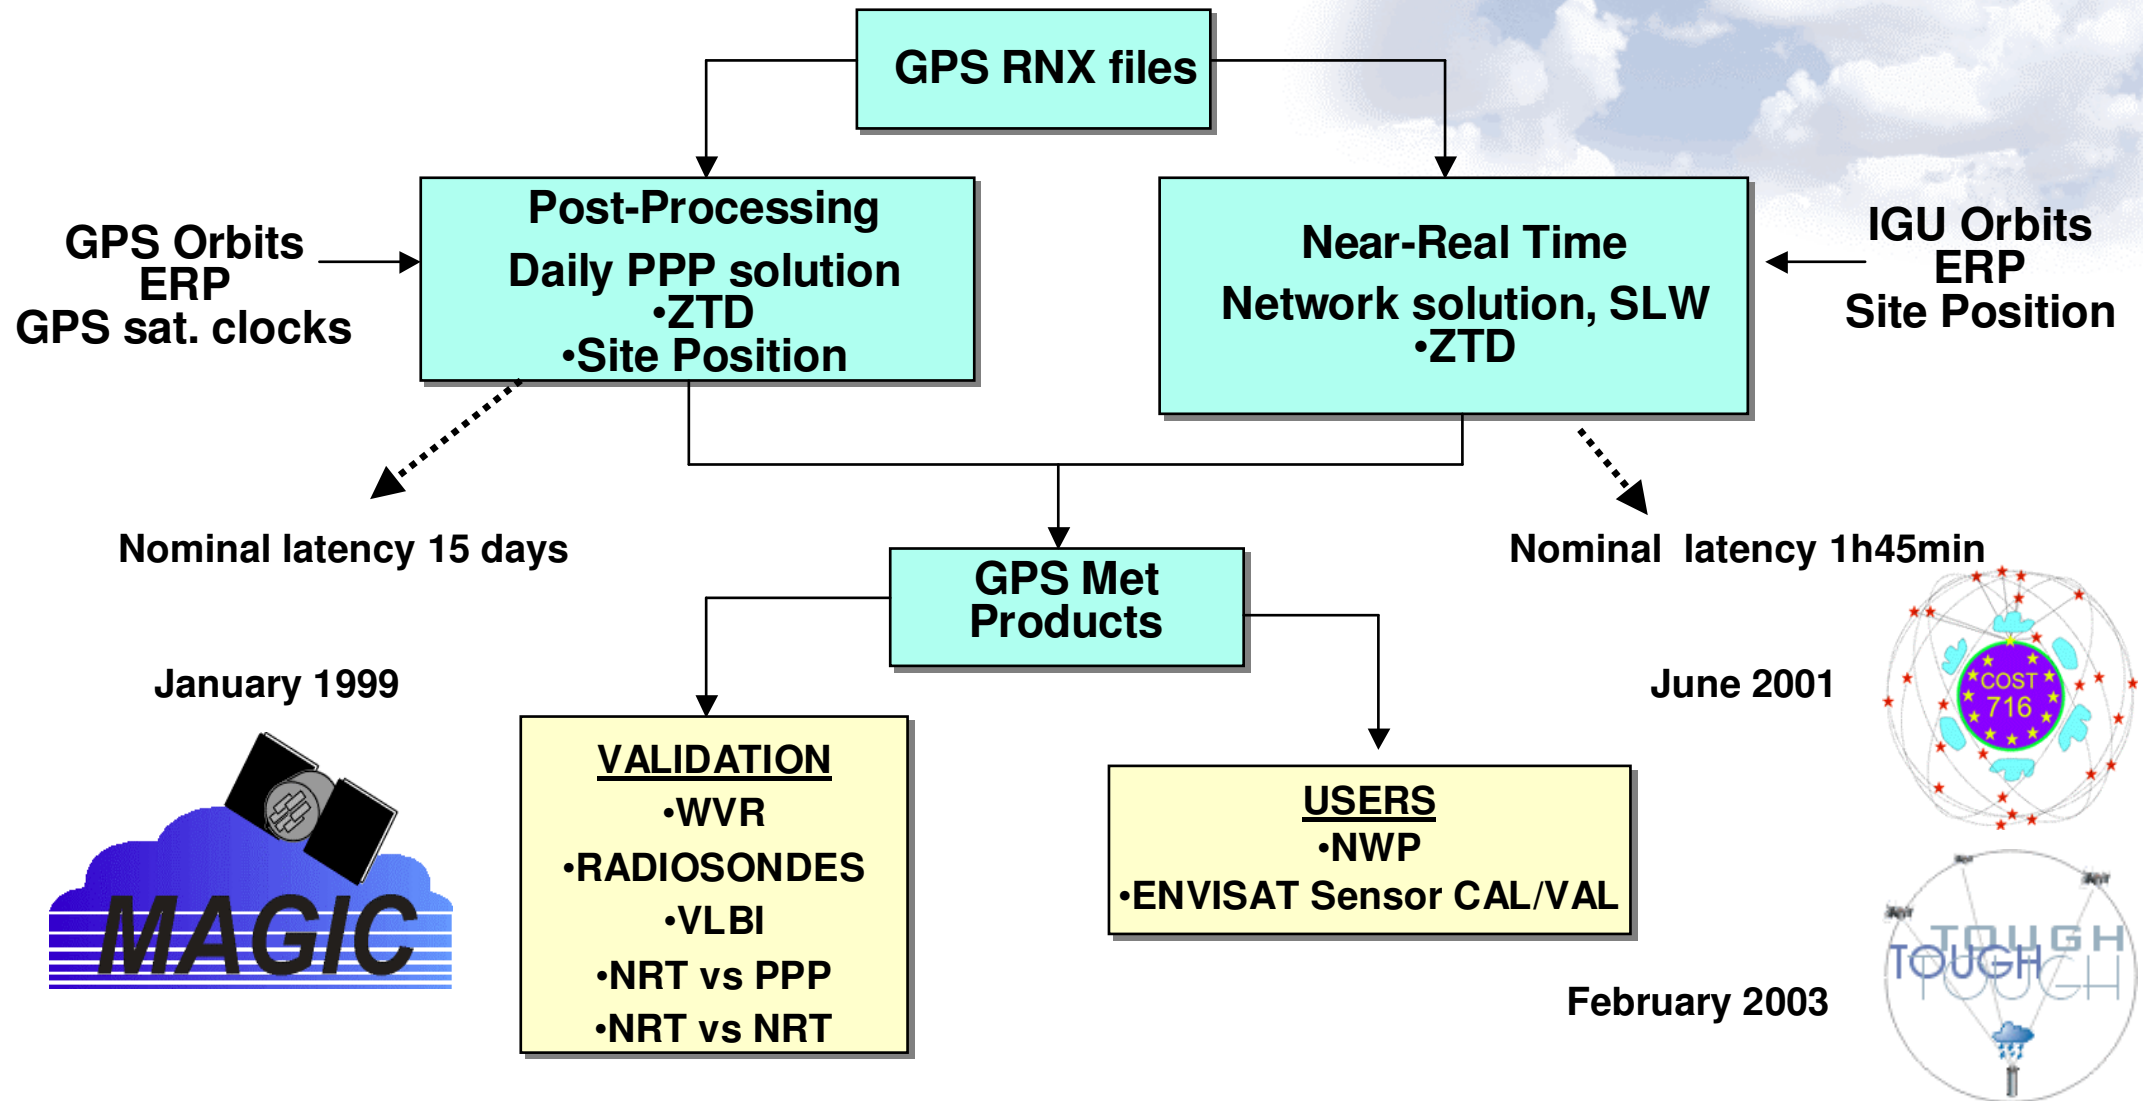 GPS RNX files
Post-Processing
Daily PPP solution
•ZTD
•Site Position
GPS Orbits
ERP
GPS sat. clocks
Near-Real Time
Network solution, SLW
•ZTD
IGU Orbits
ERP
Site Position
Nominal latency 15 days
Nominal latency 1h45min
GPS Met
Products
January 1999
MAGIC
VALIDATION
•WVR
•RADIOSONDES
•VLBI
•NRT vs PPP
•NRT vs NRT
USERS
•NWP
•ENVISAT Sensor CAL/VAL
June 2001
COST
716
February 2003
TOUGH
TOUGH
TOUGH